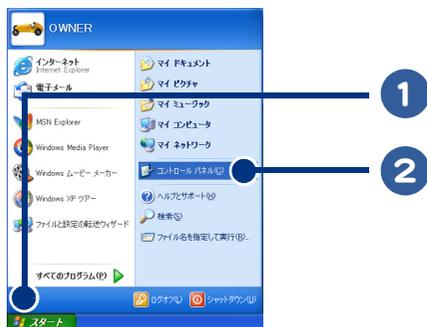 OWNER
インターネット
Internet Explorer
電子メール
MSN Explorer
Windows Media Player
Windows ムービー メーカー
Windows XP ツアー
ファイルと設定の転送ウィザード
すべてのプログラム(P)
マイ ドキュメント
マイ ピクチャ
マイ ミュージック
マイ コンピュータ
マイ ネットワーク
コントロール パネル(C)
ヘルプとサポート(H)
検索(S)
ファイル名を指定して実行(R)...
ログオフ(L)
シャットダウン(U)
スタート
1
2